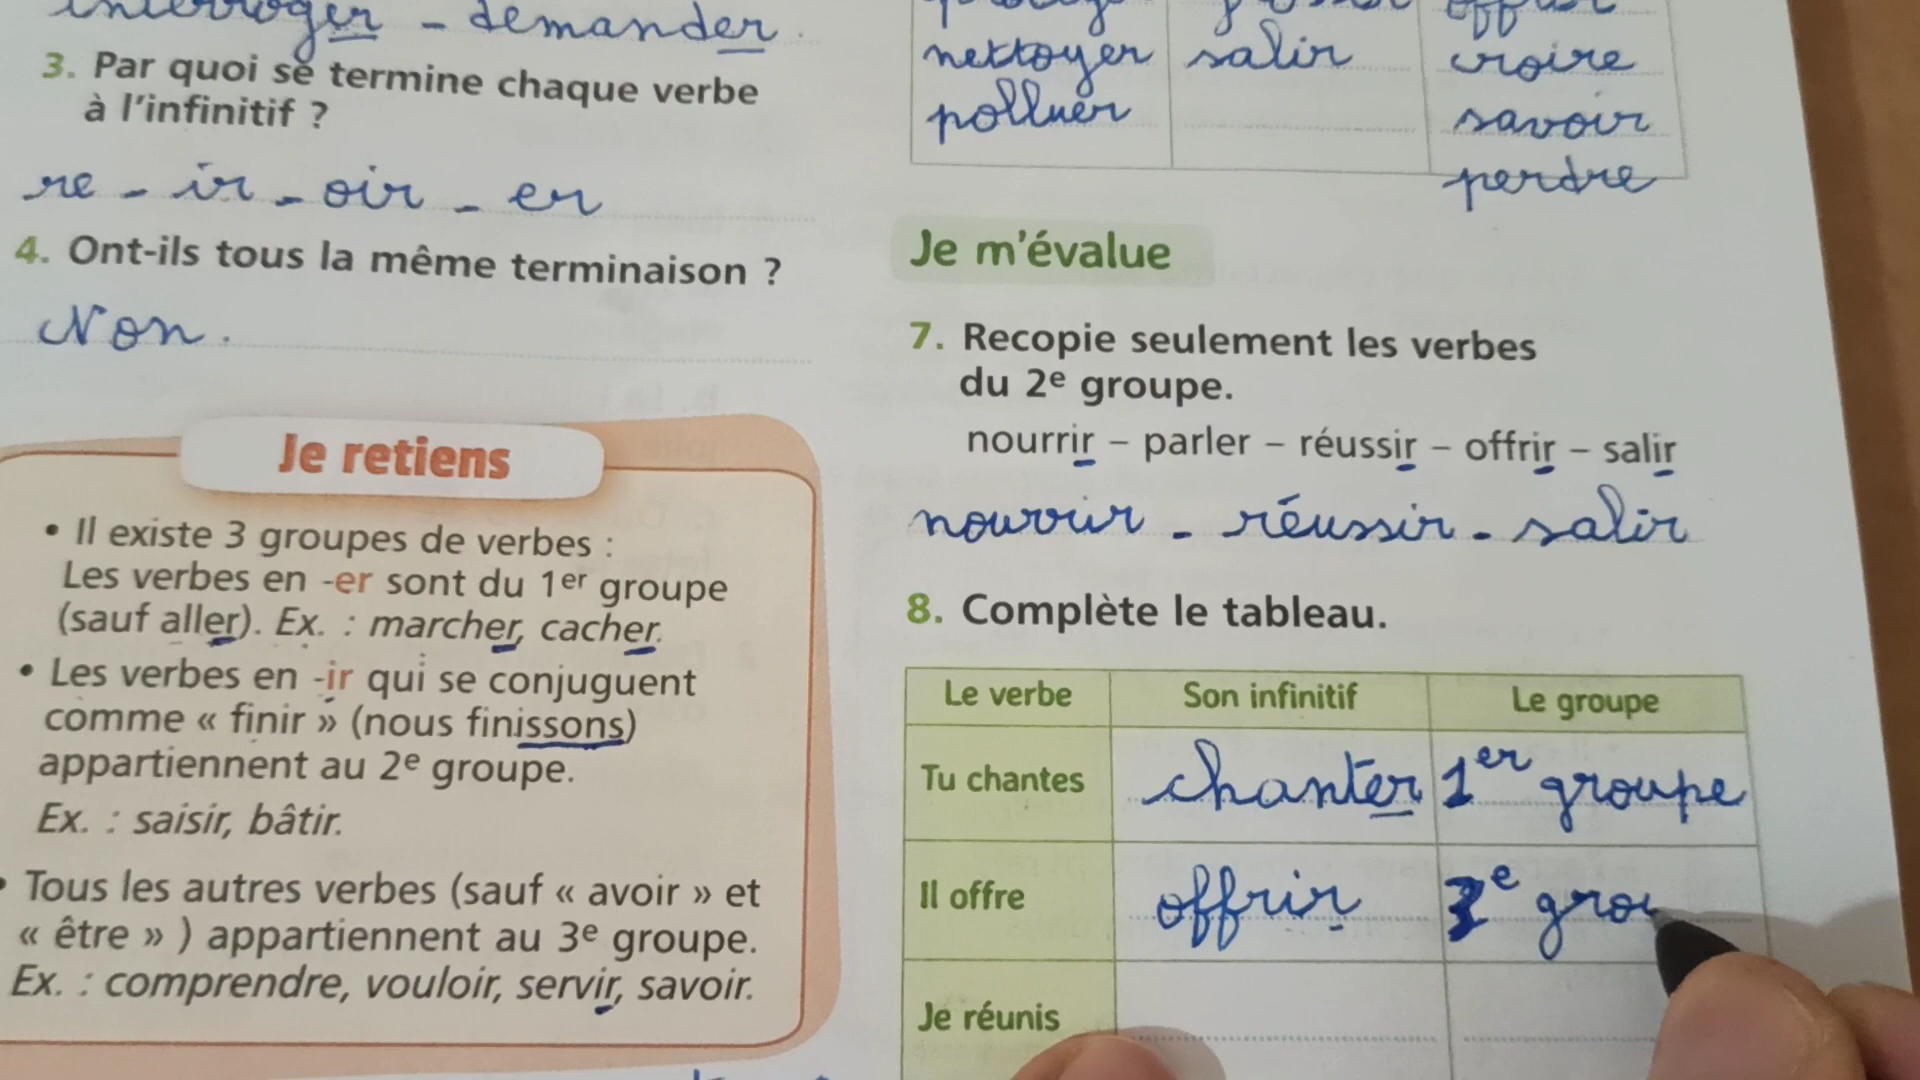 interroger - demander.
3. Par quoi se termine chaque verbe
à l'infinitif ?
re - ir - oir - er
4. Ont-ils tous la même terminaison ?
Non.
Je retiens
• Il existe 3 groupes de verbes :
Les verbes en -er sont du 1er groupe
(sauf aller). Ex. : marcher, cacher.
• Les verbes en -ir qui se conjuguent
comme « finir » (nous finissons)
appartiennent au 2e groupe.
Ex. : saisir, bâtir.
• Tous les autres verbes (sauf « avoir » et
« être » ) appartiennent au 3e groupe.
Ex. : comprendre, vouloir, servir, savoir.
nettoyer salir croire
polluer savoir
perdre
Je m'évalue
7. Recopie seulement les verbes
du 2e groupe.
nourrir – parler – réussir – offrir – salir
nourrir - réussir - salir
8. Complète le tableau.
Le verbe Son infinitif Le groupe
Tu chantes chanter 1er groupe
Il offre offrir 3e grou
Je réunis